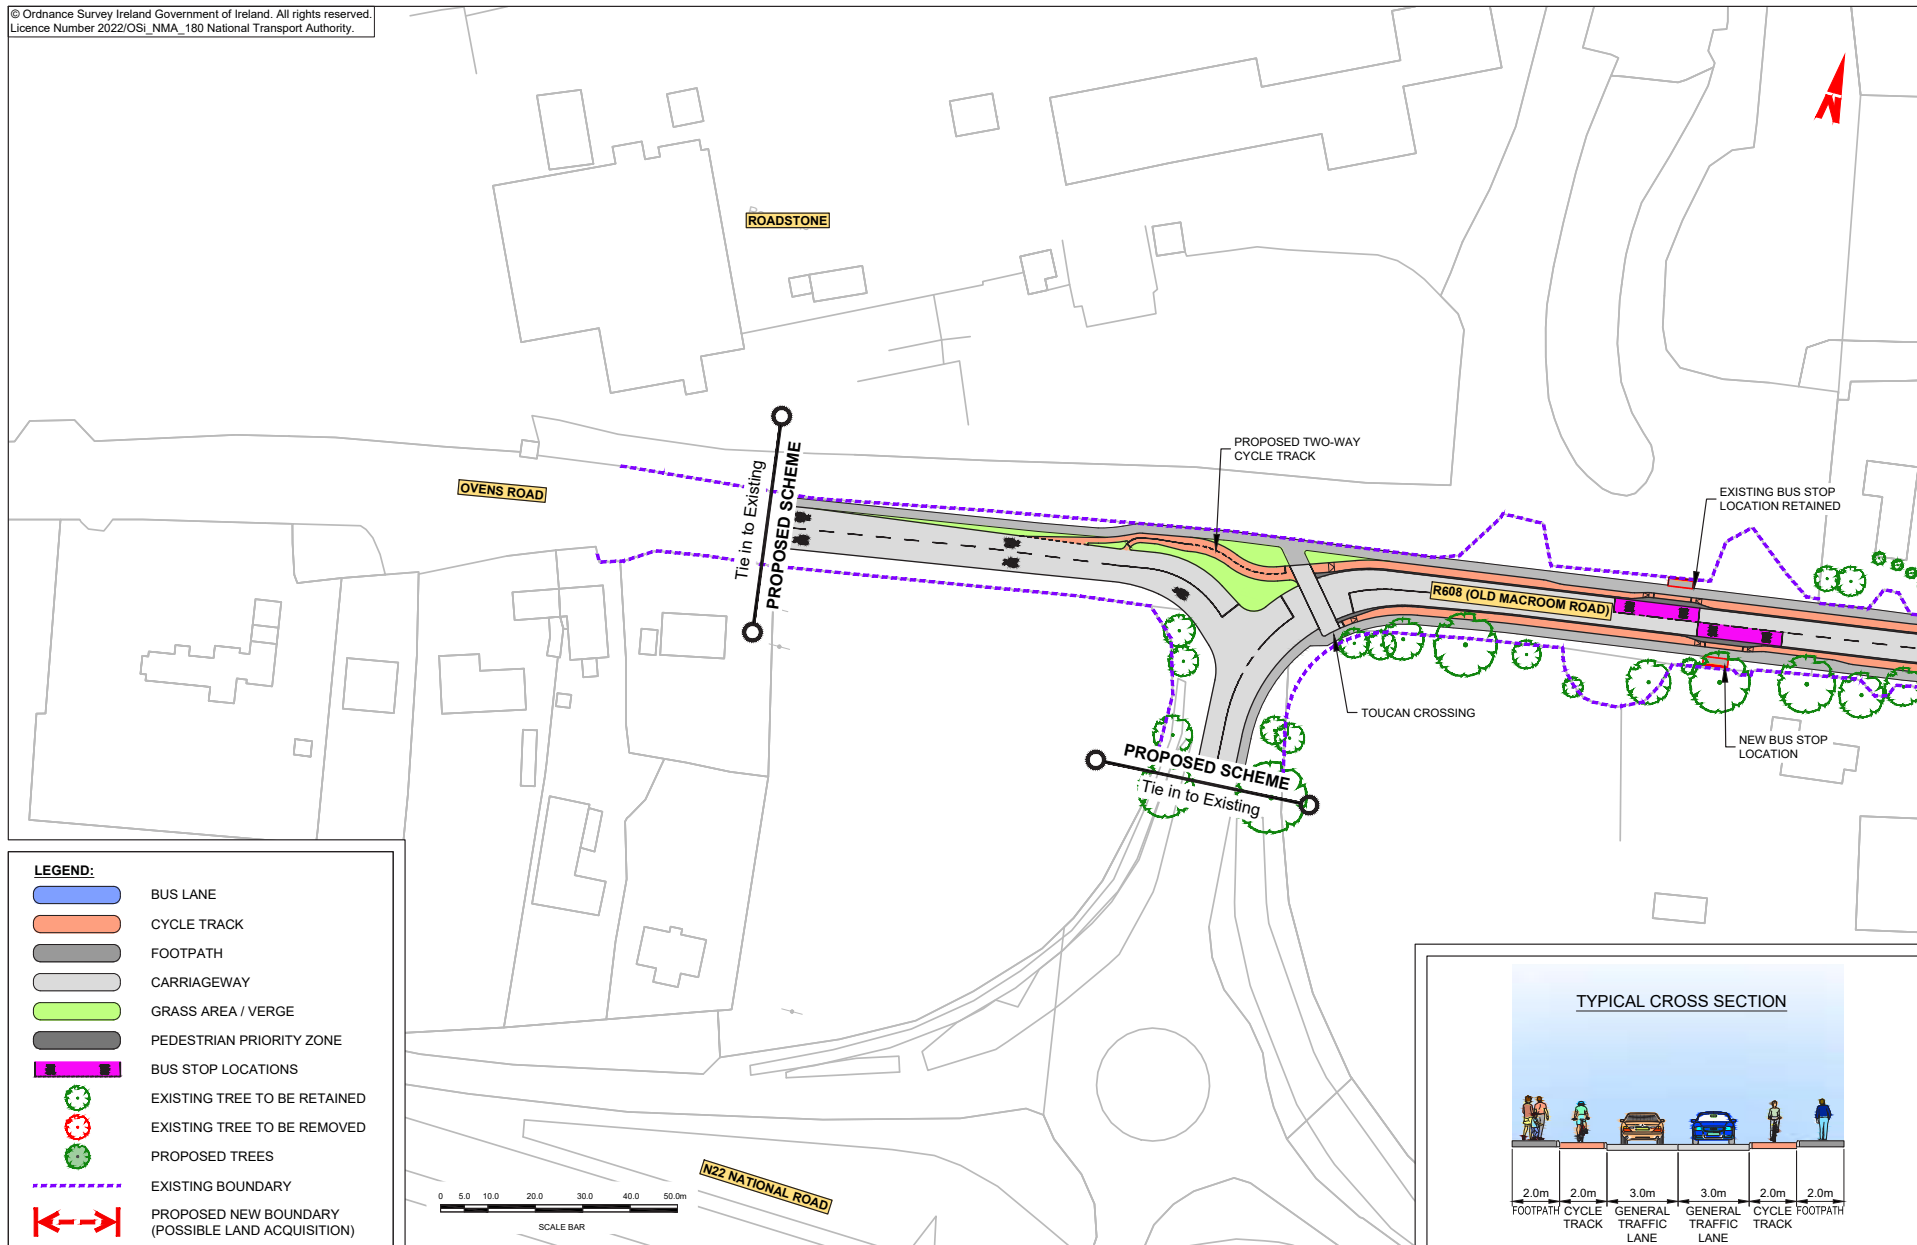 © Ordnance Survey Ireland Government of Ireland. All rights reserved.
Licence Number 2022/OSi_NMA_180 National Transport Authority.
N
ROADSTONE
OVENS ROAD
Tie in to Existing
PROPOSED SCHEME
PROPOSED TWO-WAY
CYCLE TRACK
EXISTING BUS STOP
LOCATION RETAINED
R608 (OLD MACROOM ROAD)
TOUCAN CROSSING
NEW BUS STOP
LOCATION
PROPOSED SCHEME
Tie in to Existing
N22 NATIONAL ROAD
LEGEND:
BUS LANE
CYCLE TRACK
FOOTPATH
CARRIAGEWAY
GRASS AREA / VERGE
PEDESTRIAN PRIORITY ZONE
BUS STOP LOCATIONS
EXISTING TREE TO BE RETAINED
EXISTING TREE TO BE REMOVED
PROPOSED TREES
EXISTING BOUNDARY
PROPOSED NEW BOUNDARY
(POSSIBLE LAND ACQUISITION)
0 5.0 10.0 20.0 30.0 40.0 50.0m
SCALE BAR
TYPICAL CROSS SECTION
2.0m 2.0m 3.0m 3.0m 2.0m 2.0m
FOOTPATH CYCLE GENERAL GENERAL CYCLE FOOTPATH
TRACK TRAFFIC TRAFFIC TRACK
LANE LANE